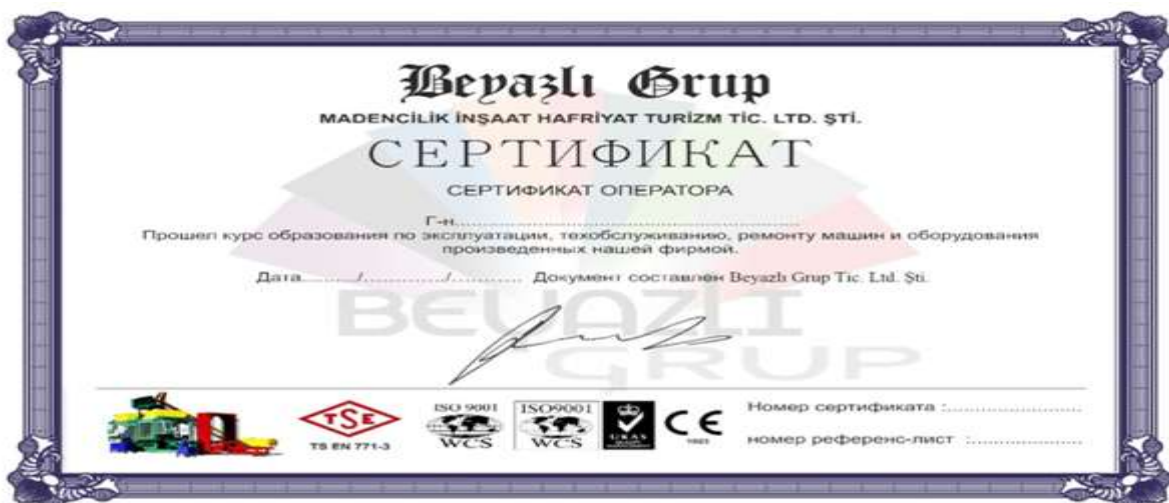 Beyazlı Grup
MADENCİLİK İNŞAAT HAFRİYAT TURİZM TİC. LTD. ŞTİ.
СЕРТИФИКАТ
СЕРТИФИКАТ ОПЕРАТОРА
Г-н...............................................................
Прошел курс образования по эксплуатации, техобслуживанию, ремонту машин и оборудования
произведенных нашей фирмой.
Дата........../................/............. Документ составлен Beyazlı Grup Tic. Ltd. Şti.
BEYAZLI
GRUP
TSE
TS EN 771-3
ISO 9001
WCS
ISO9001
WCS
UKAS
CE
Номер сертификата :.........................
номер референс-лист :.....................